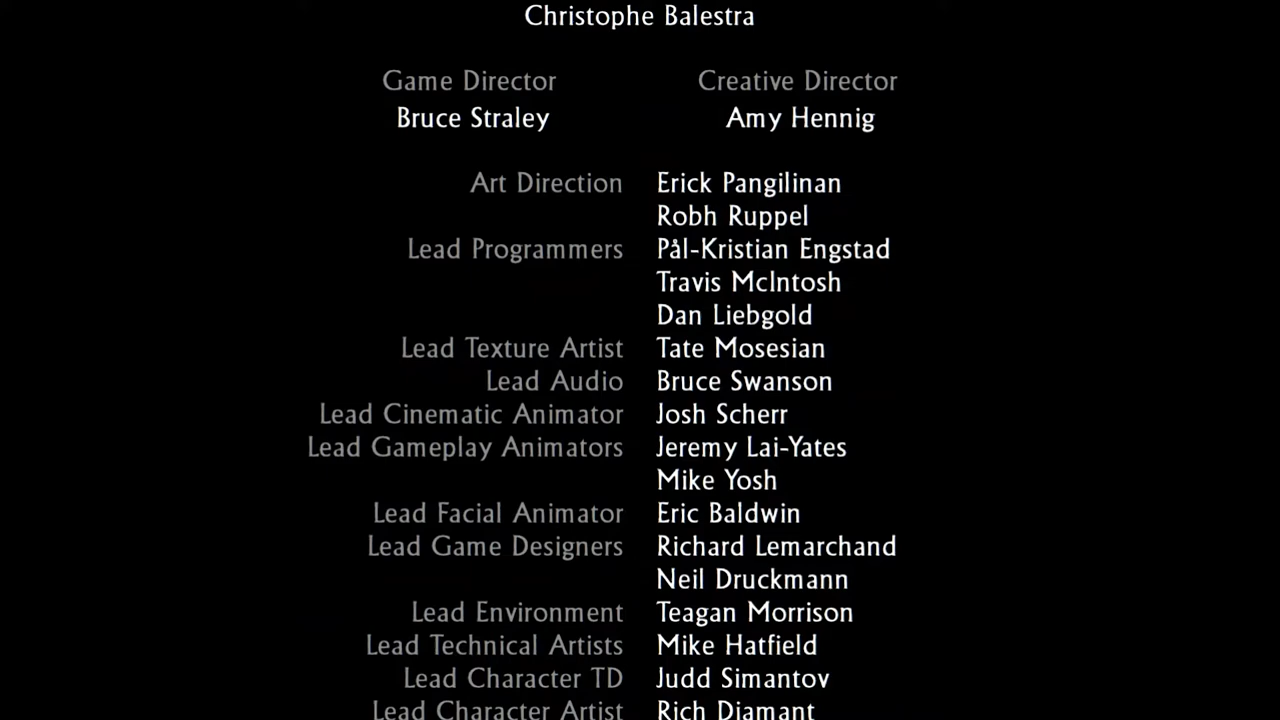 Christophe Balestra
Game Director Creative Director
Bruce Straley Amy Hennig
Art Direction Erick Pangilinan
Robh Ruppel
Lead Programmers Pål-Kristian Engstad
Travis McIntosh
Dan Liebgold
Lead Texture Artist Tate Mosesian
Lead Audio Bruce Swanson
Lead Cinematic Animator Josh Scherr
Lead Gameplay Animators Jeremy Lai-Yates
Mike Yosh
Lead Facial Animator Eric Baldwin
Lead Game Designers Richard Lemarchand
Neil Druckmann
Lead Environment Teagan Morrison
Lead Technical Artists Mike Hatfield
Lead Character TD Judd Simantov
Lead Character Artist Rich Diamant